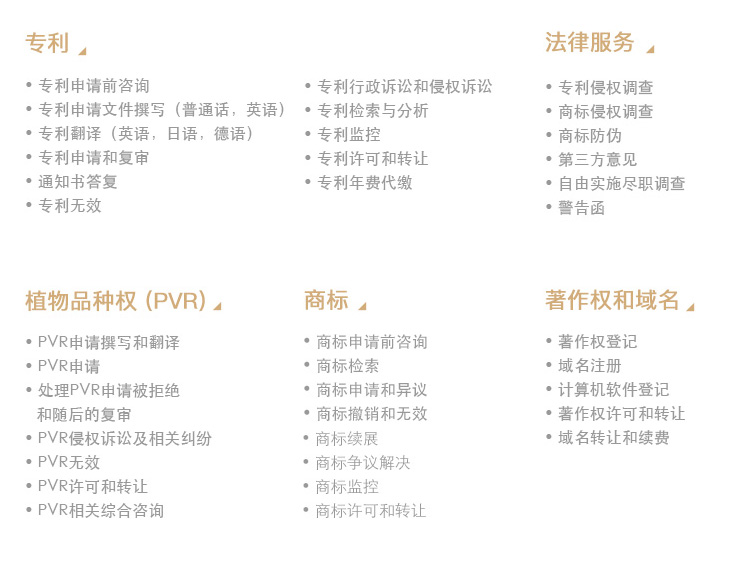 专利
• 专利申请前咨询
• 专利申请文件撰写（普通话，英语）
• 专利翻译（英语，日语，德语）
• 专利申请和复审
• 通知书答复
• 专利无效
• 专利行政诉讼和侵权诉讼
• 专利检索与分析
• 专利监控
• 专利许可和转让
• 专利年费代缴
法律服务
• 专利侵权调查
• 商标侵权调查
• 商标防伪
• 第三方意见
• 自由实施尽职调查
• 警告函
植物品种权 (PVR)
• PVR申请撰写和翻译
• PVR申请
• 处理PVR申请被拒绝
和随后的复审
• PVR侵权诉讼及相关纠纷
• PVR无效
• PVR许可和转让
• PVR相关综合咨询
商标
• 商标申请前咨询
• 商标检索
• 商标申请和异议
• 商标撤销和无效
• 商标续展
• 商标争议解决
• 商标监控
• 商标许可和转让
著作权和域名
• 著作权登记
• 域名注册
• 计算机软件登记
• 著作权许可和转让
• 域名转让和续费